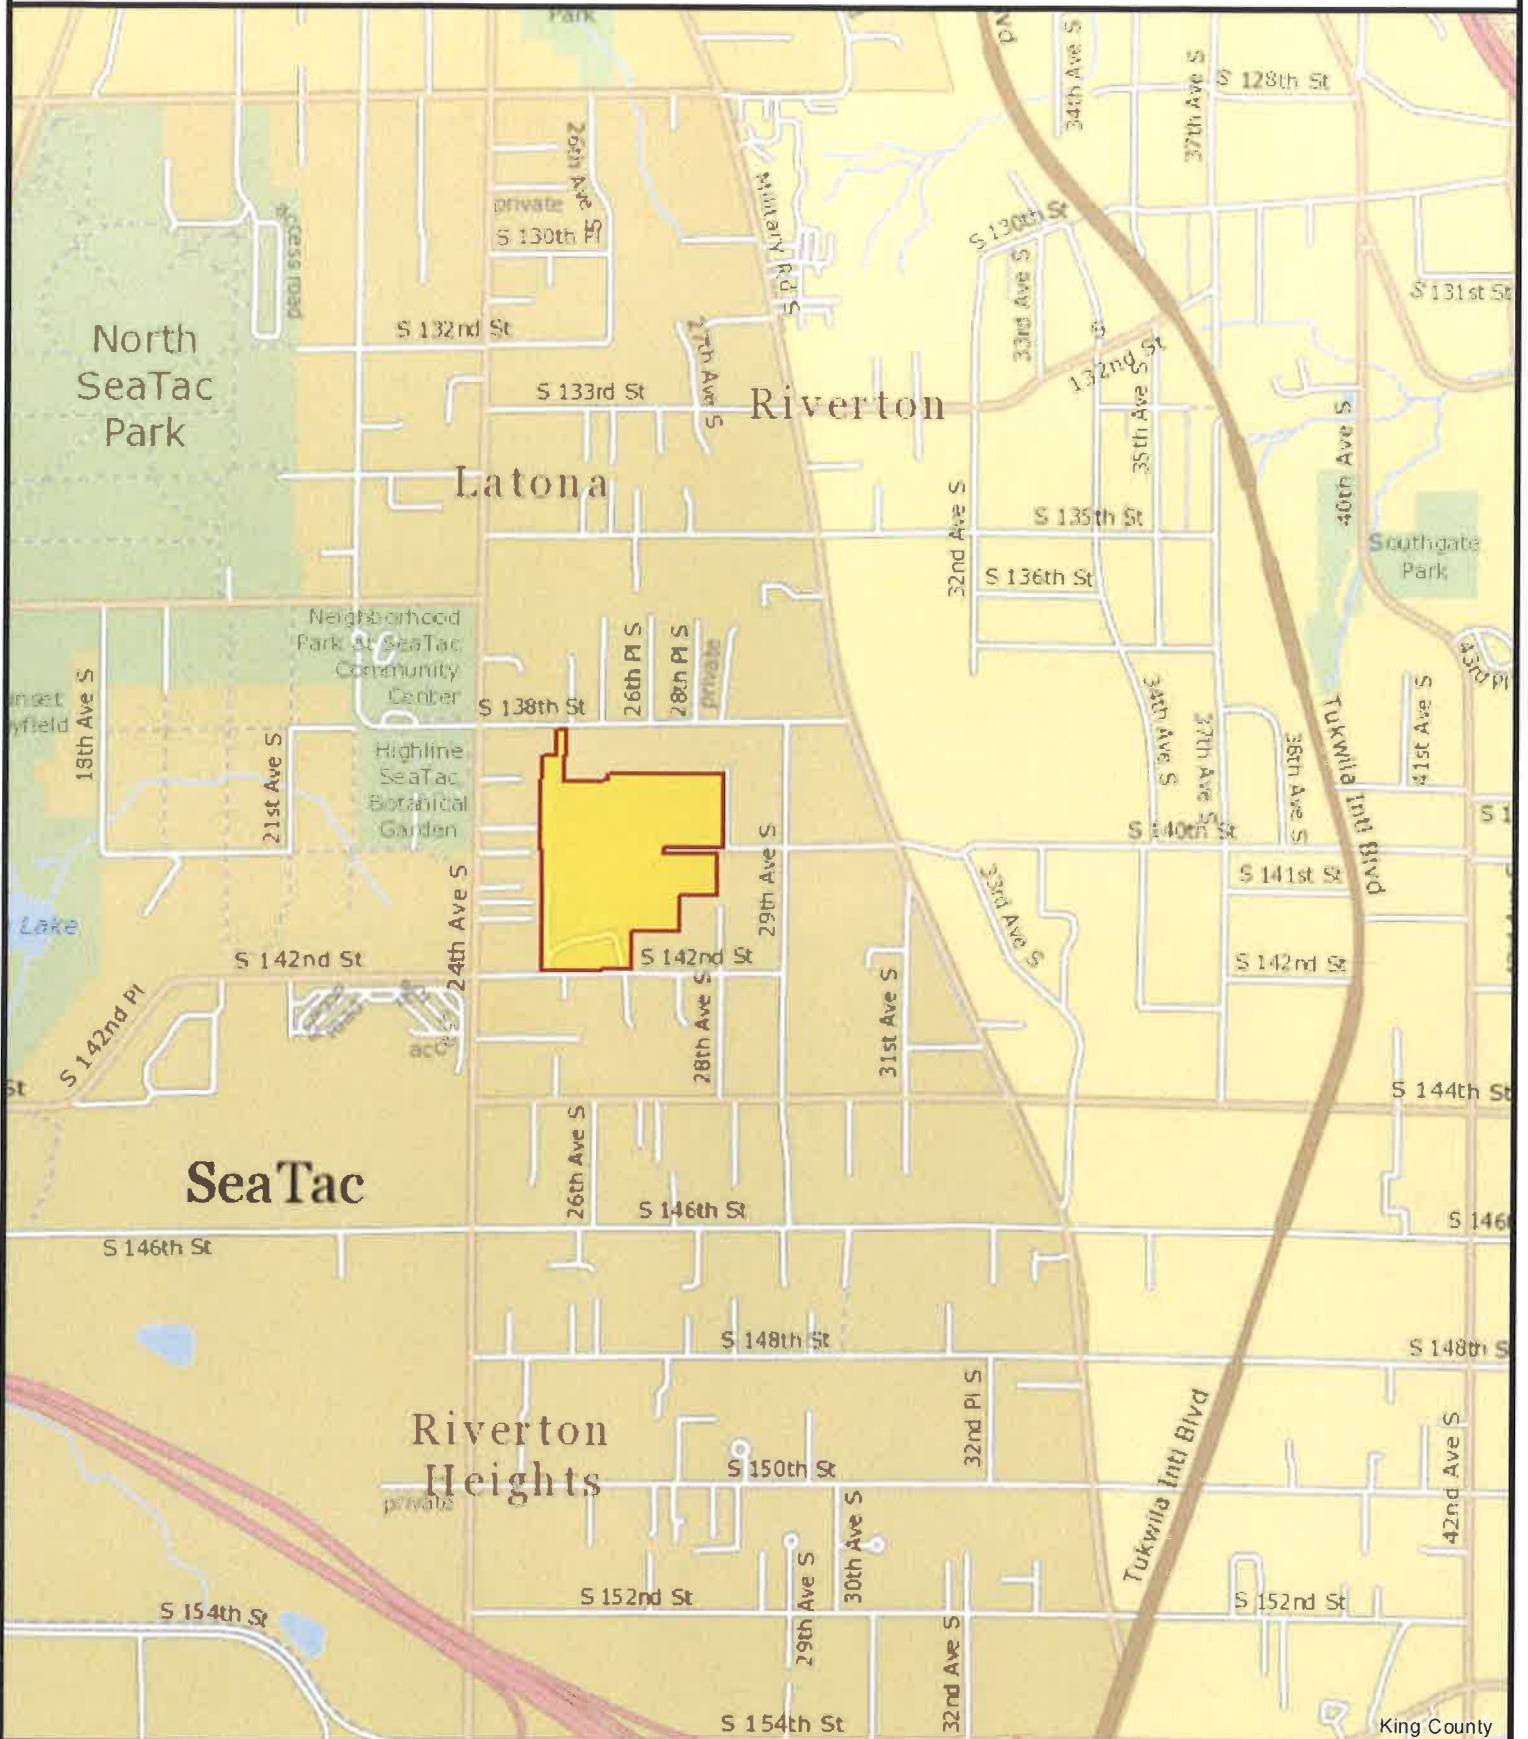 Park
34th Ave S
37th Ave S
S 128th St
26th Ave S
private
S 130th Pl
access road
Military Rd S
S 130th St
33rd Ave S
S 131st St
North
SeaTac
Park
S 132nd St
27th Ave S
132nd St
S
35th Ave S
S 133rd St
Riverton
40th Ave S
Latona
32nd Ave S
S 135th St
Southgate
Park
S 136th St
Neighborhood
Park at SeaTac
Community
Center
26th Pl S
28th Pl S
private
43rd Pl
18th Ave S
S 138th St
34th Ave S
37th Ave S
38th Ave S
Tukwila Intl Blvd
41st Ave S
21st Ave S
Highline
SeaTac
Botanical
Garden
S 1
S 140th St
29th Ave S
24th Ave S
33rd Ave S
S 141st St
Lake
S 142nd St
S 142nd St
S 142nd St
S 142nd Pl
28th Ave S
31st Ave S
St
S 144th St
SeaTac
26th Ave S
S 146th St
S 146th St
S 146
S 148th St
S 148th S
Riverton
Heights
32nd Pl S
Tukwila Intl Blvd
42nd Ave S
S 150th St
private
30th Ave S
29th Ave S
S 152nd St
S 152nd St
S 154th St
32nd Ave S
S 154th St
King County